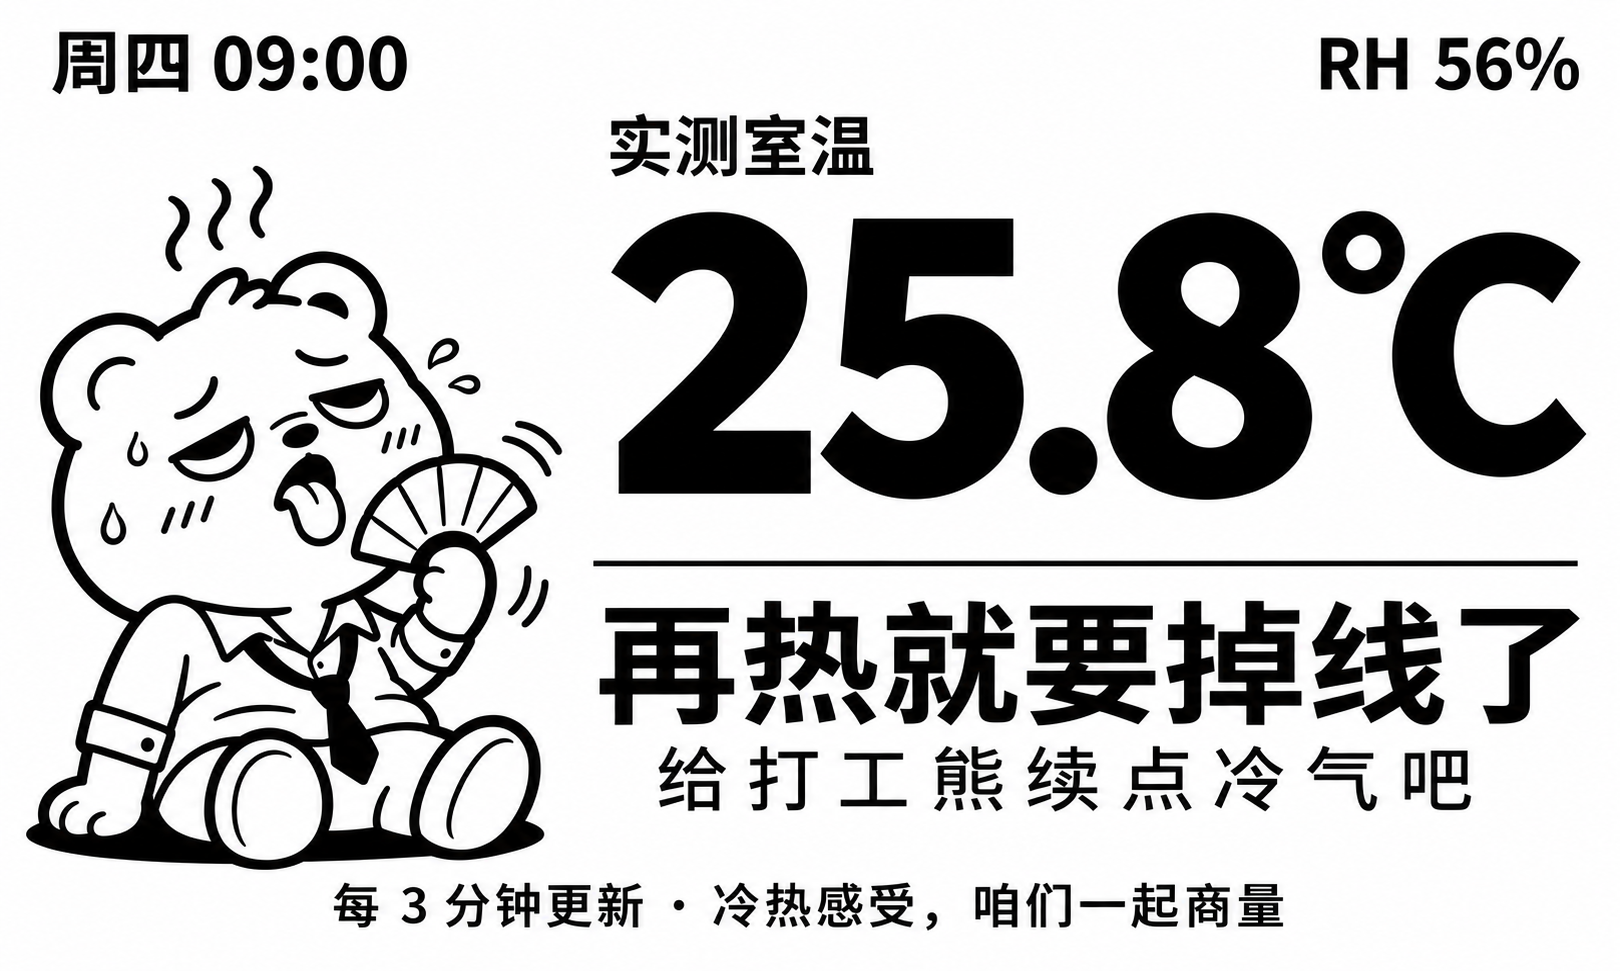 周四 09:00
RH 56%
实测室温
25.8°C
再热就要掉线了
给打工熊续点冷气吧
每 3 分钟更新 · 冷热感受，咱们一起商量